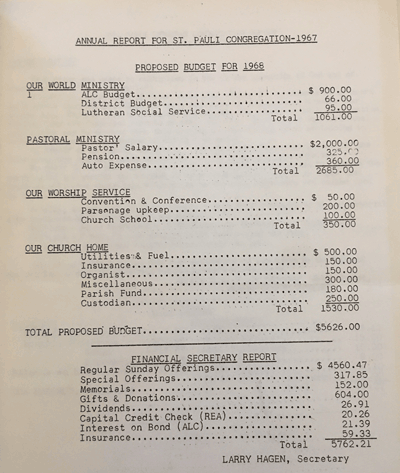 ANNUAL REPORT FOR ST. PAULI CONGREGATION-1967
PROPOSED BUDGET FOR 1968
OUR WORLD MINISTRY
1 ALC Budget.............................. $ 900.00
District Budget........................... 66.00
Lutheran Social Service................... 95.00
Total 1061.00
PASTORAL MINISTRY
Pastor' Salary........................... $2,000.00
Pension................................... 325.00
Auto Expense.............................. 360.00
Total 2685.00
OUR WORSHIP SERVICE
Convention & Conference................. $ 50.00
Parsonage upkeep.......................... 200.00
Church School............................. 100.00
Total 350.00
OUR CHURCH HOME
Utilities & Fuel........................ $ 500.00
Insurance................................. 150.00
Organist.................................. 150.00
Miscellaneous............................. 300.00
Parish Fund............................... 180.00
Custodian................................. 250.00
Total 1530.00
TOTAL PROPOSED BUDGET........................... $5626.00
FINANCIAL SECRETARY REPORT
Regular Sunday Offerings................ $ 4560.47
Special Offerings......................... 317.85
Memorials................................. 152.00
Gifts & Donations......................... 604.00
Dividends................................. 26.91
Capital Credit Check (REA)................ 20.26
Interest on Bond (ALC).................... 21.39
Insurance................................. 59.33
Total 5762.21
LARRY HAGEN, Secretary